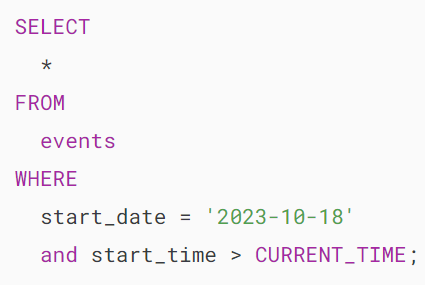 SELECT
*
FROM
events
WHERE
start_date = '2023-10-18'
and start_time > CURRENT_TIME;